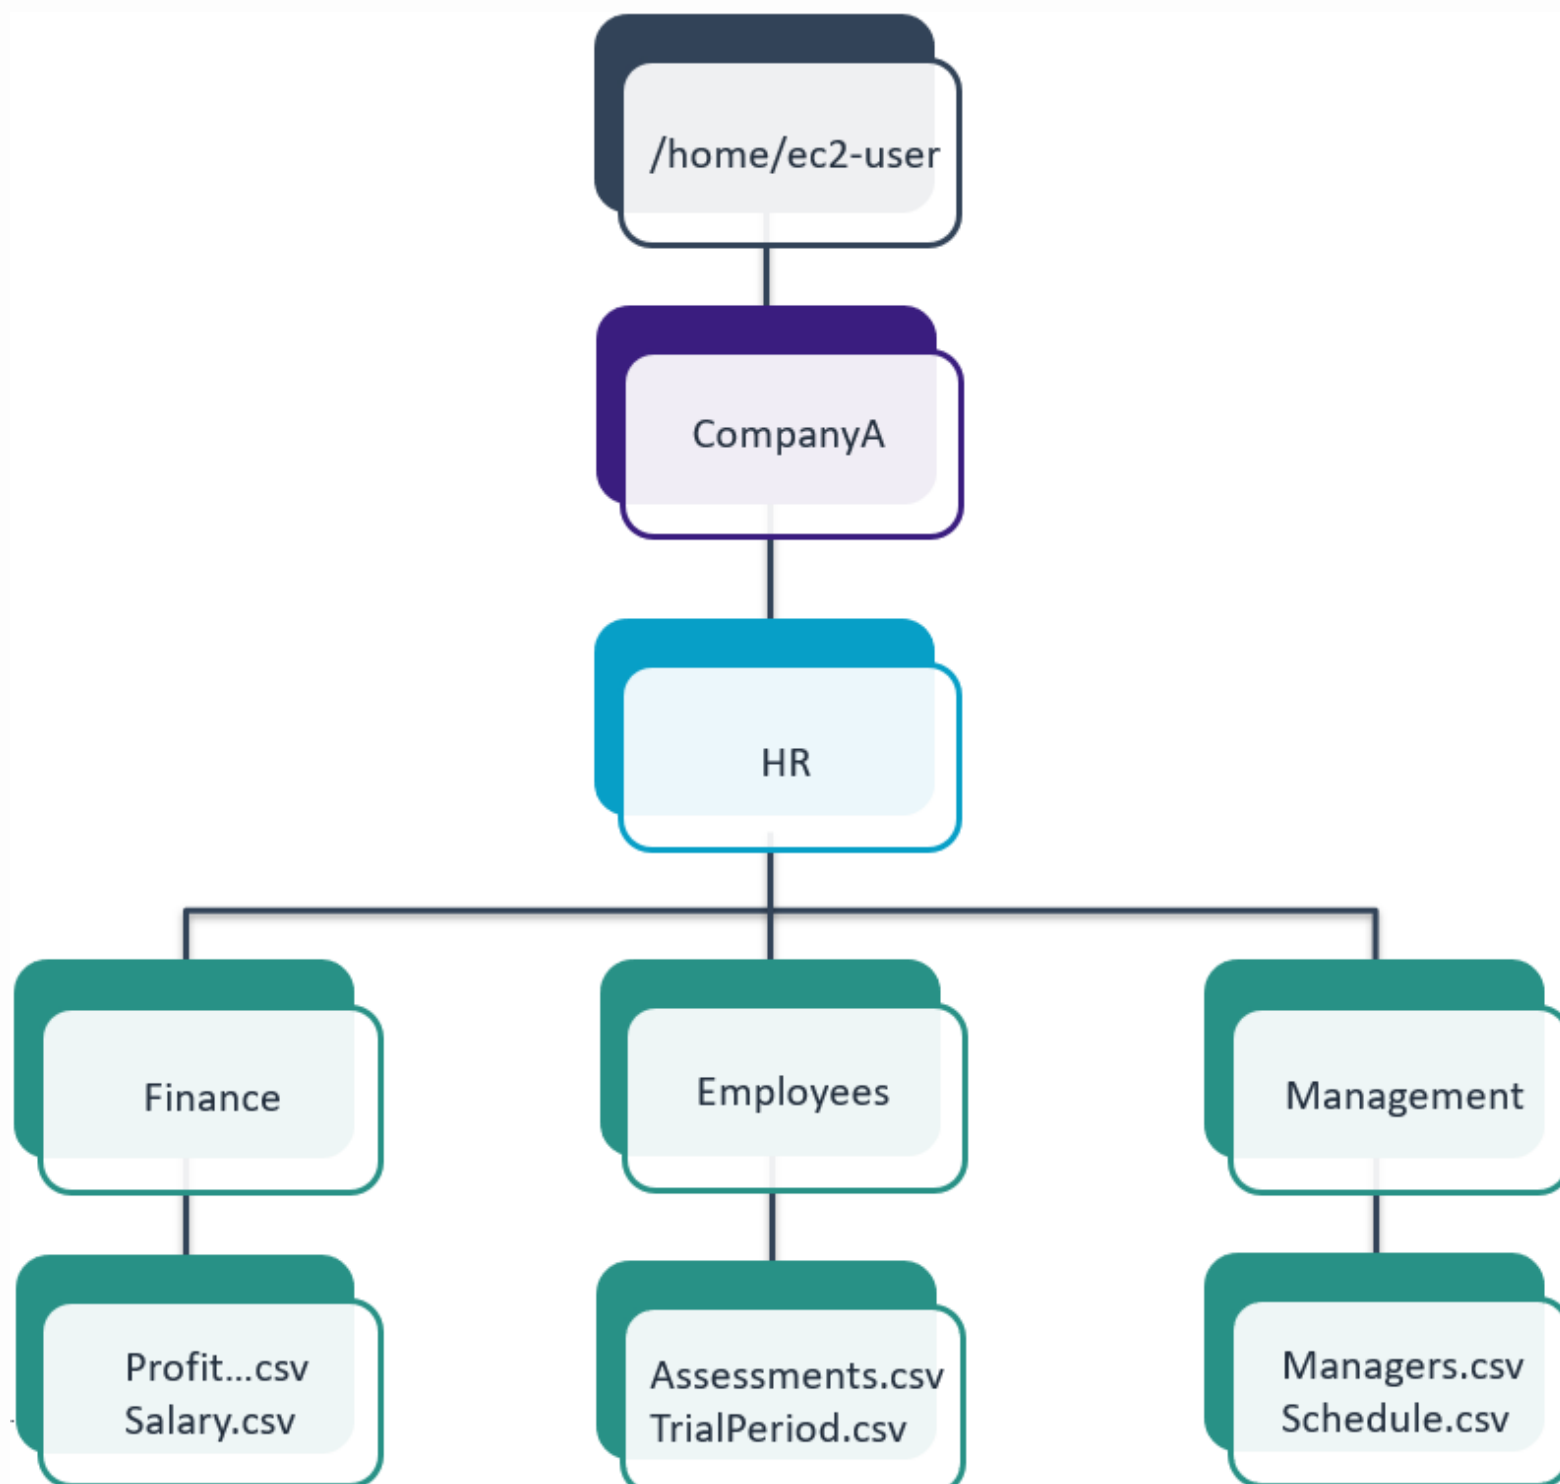 /home/ec2-user
CompanyA
HR
Finance
Employees
Management
Profit...csv
Salary.csv
Assessments.csv
TrialPeriod.csv
Managers.csv
Schedule.csv